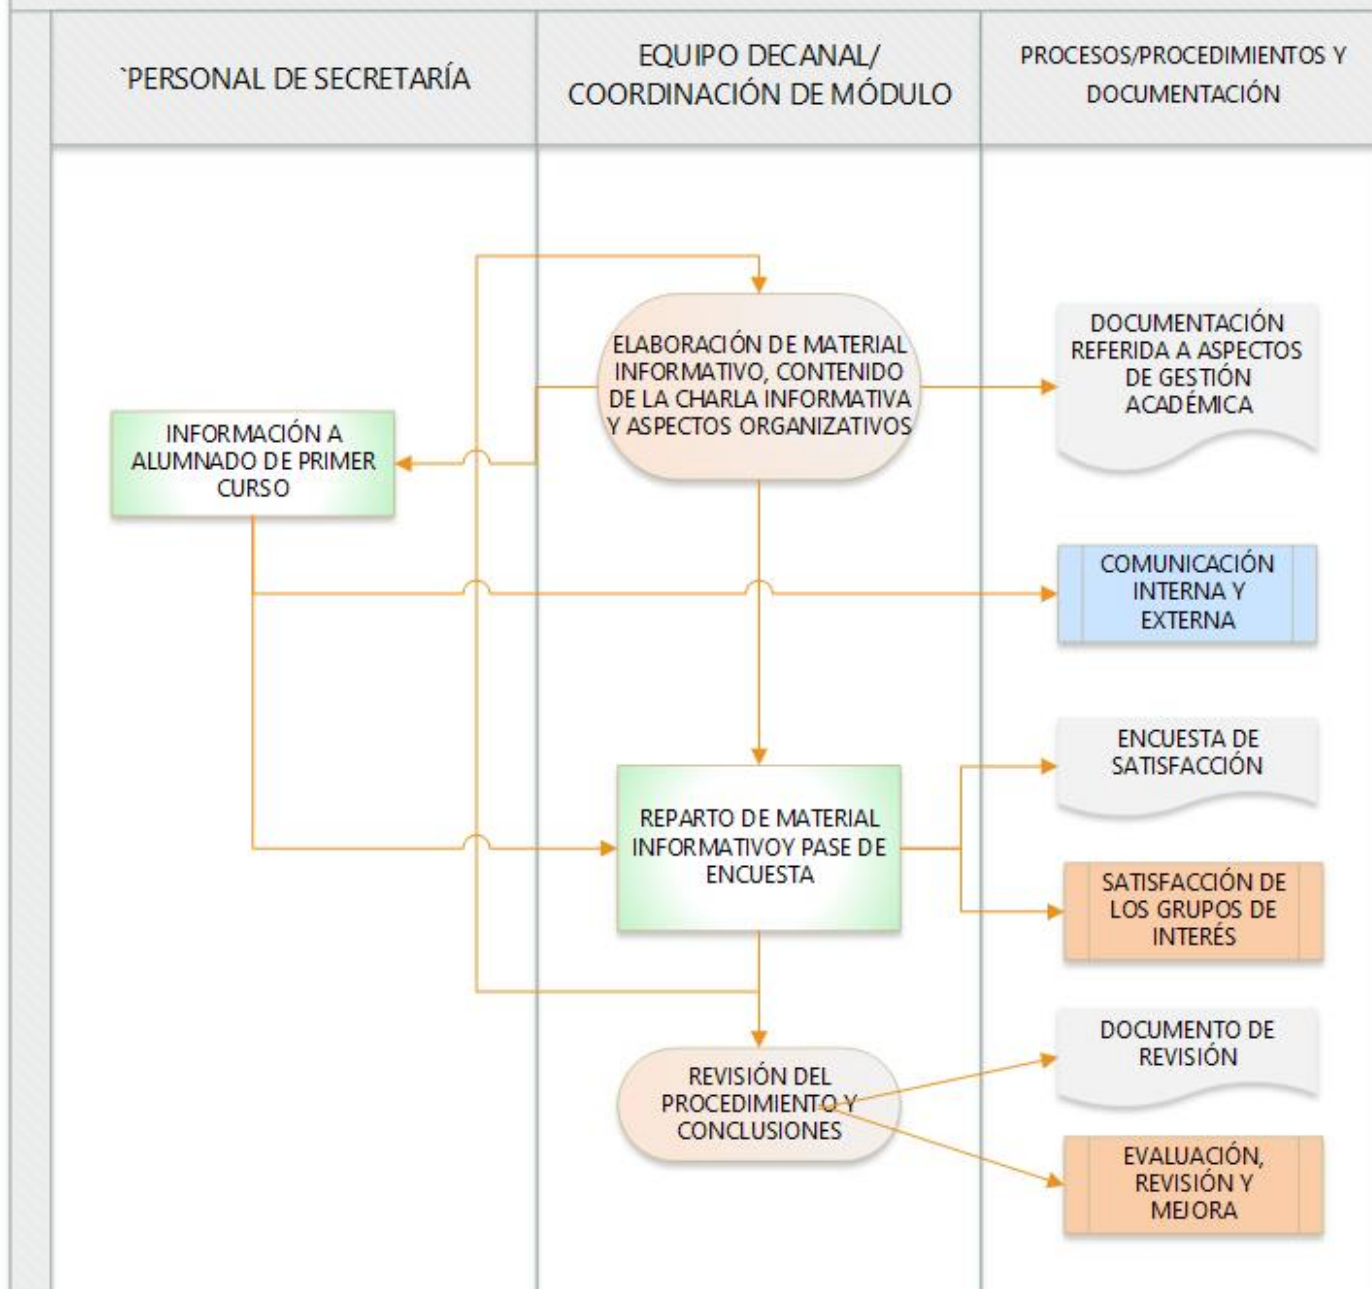 `PERSONAL DE SECRETARÍA
EQUIPO DECANAL/
COORDINACIÓN DE MÓDULO
PROCESOS/PROCEDIMIENTOS Y
DOCUMENTACIÓN
ELABORACIÓN DE MATERIAL
INFORMATIVO, CONTENIDO
DE LA CHARLA INFORMATIVA
Y ASPECTOS ORGANIZATIVOS
DOCUMENTACIÓN
REFERIDA A ASPECTOS
DE GESTIÓN
ACADÉMICA
INFORMACIÓN A
ALUMNADO DE PRIMER
CURSO
COMUNICACIÓN
INTERNA Y
EXTERNA
ENCUESTA DE
SATISFACCIÓN
REPARTO DE MATERIAL
INFORMATIVOY PASE DE
ENCUESTA
SATISFACCIÓN DE
LOS GRUPOS DE
INTERÉS
DOCUMENTO DE
REVISIÓN
REVISIÓN DEL
PROCEDIMIENTO Y
CONCLUSIONES
EVALUACIÓN,
REVISIÓN Y
MEJORA